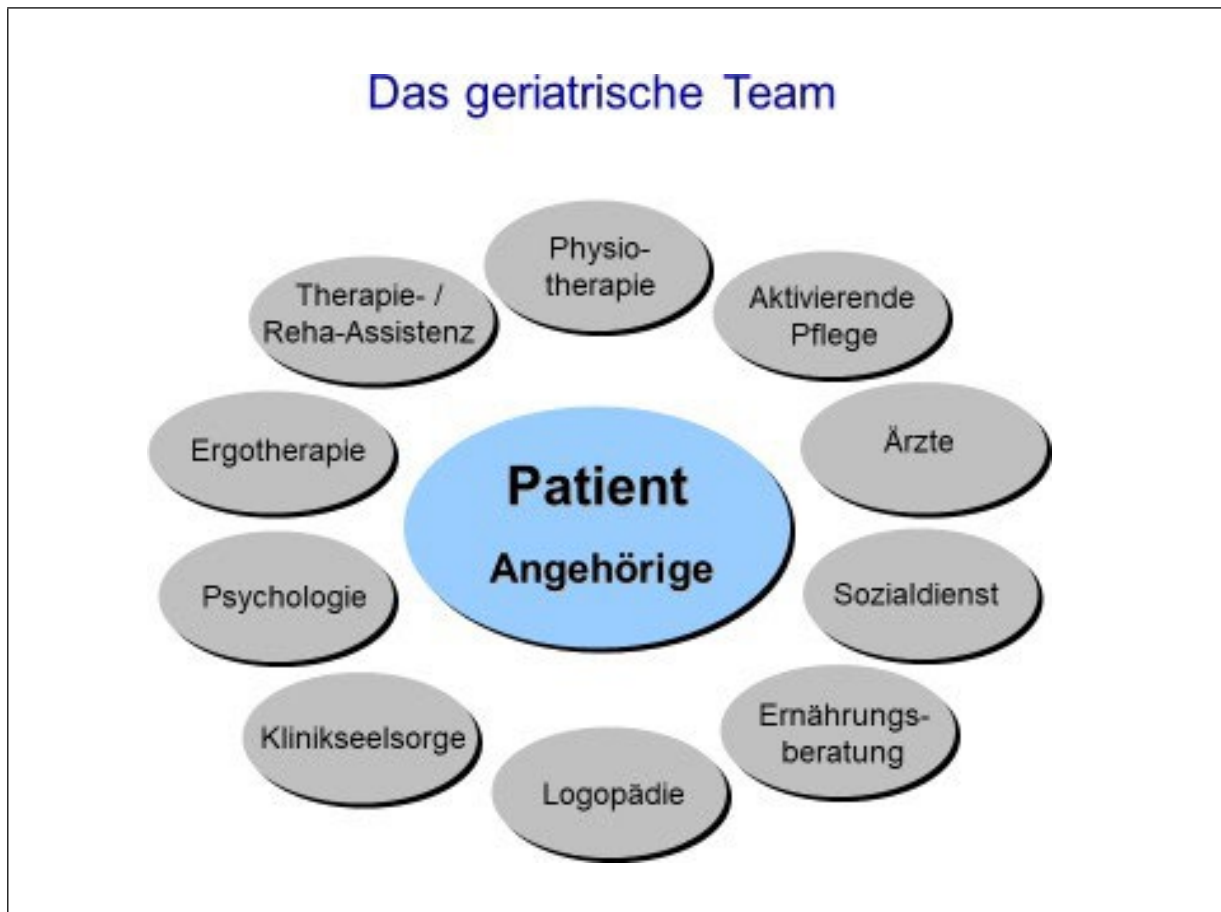 Das geriatrische Team
Physio-
therapie
Therapie- /
Reha-Assistenz
Aktivierende
Pflege
Ergotherapie
Ärzte
Patient
Angehörige
Psychologie
Sozialdienst
Klinikseelsorge
Ernährungs-
beratung
Logopädie